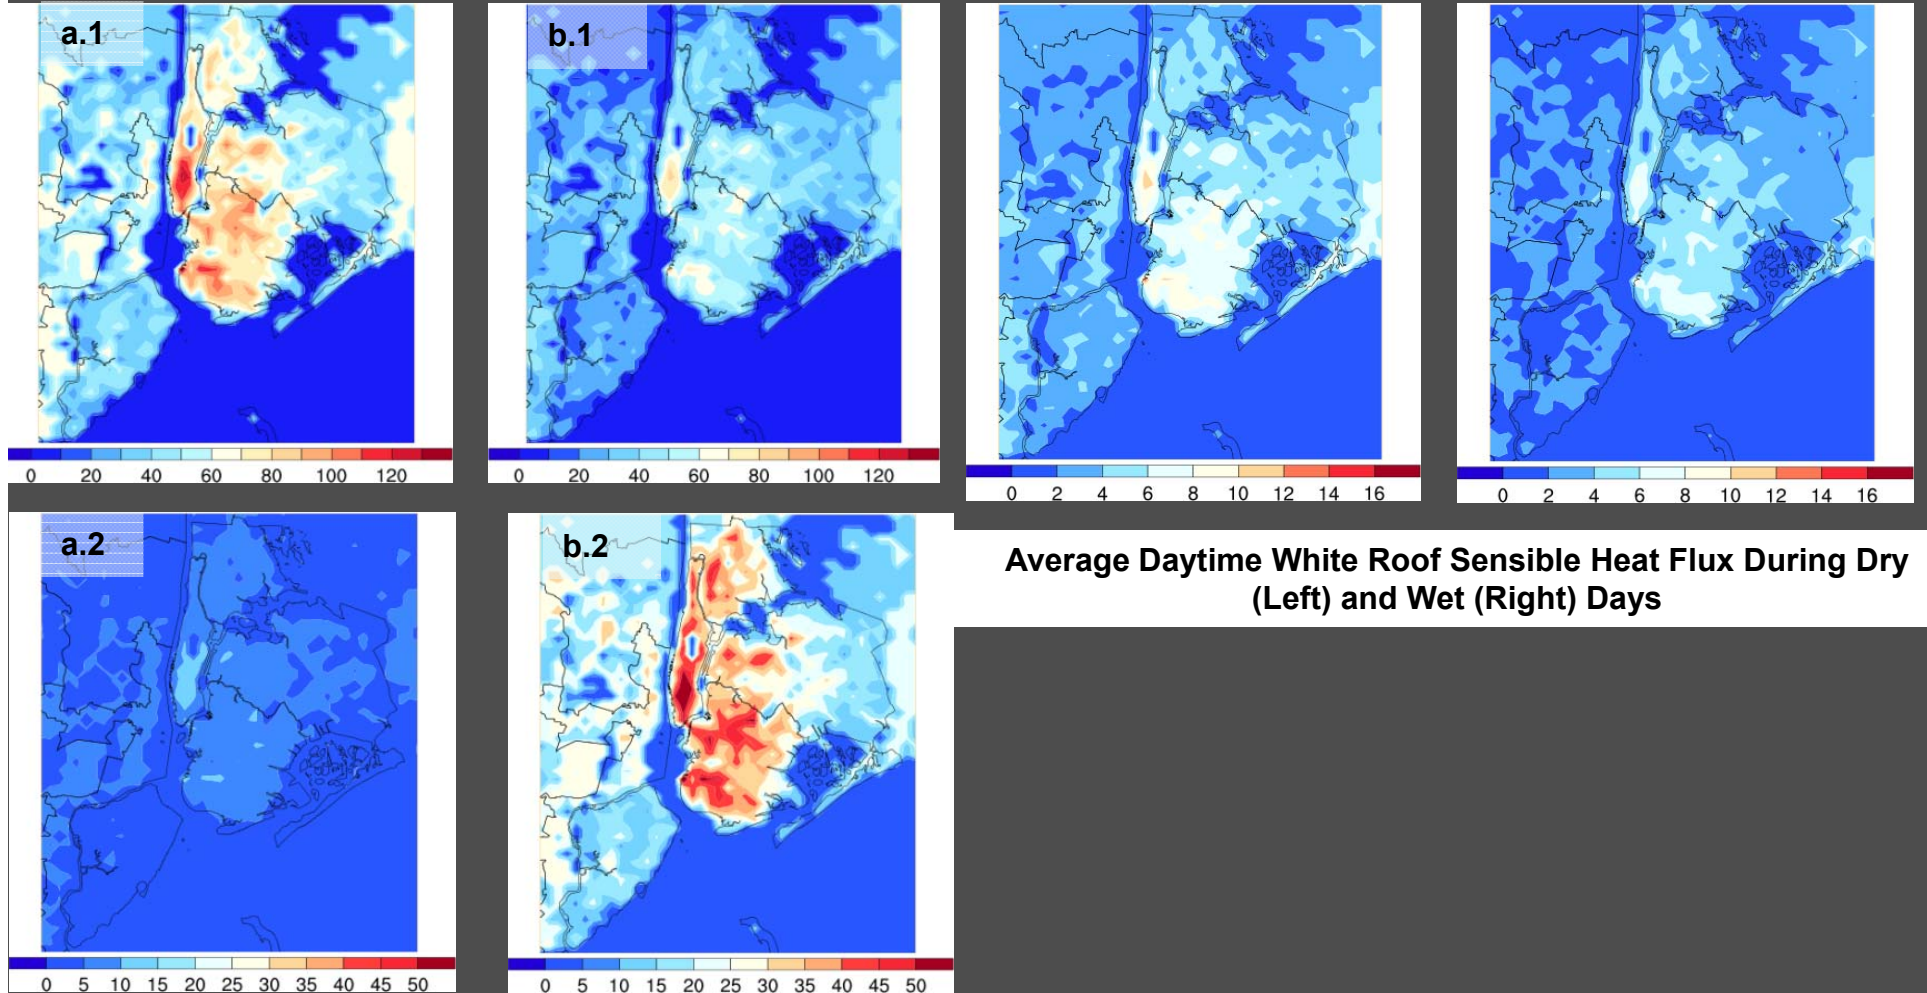 a.1
b.1
0 20 40 60 80 100 120
0 20 40 60 80 100 120
0 2 4 6 8 10 12 14 16
0 2 4 6 8 10 12 14 16
a.2
b.2
Average Daytime White Roof Sensible Heat Flux During Dry
(Left) and Wet (Right) Days
0 5 10 15 20 25 30 35 40 45 50
0 5 10 15 20 25 30 35 40 45 50